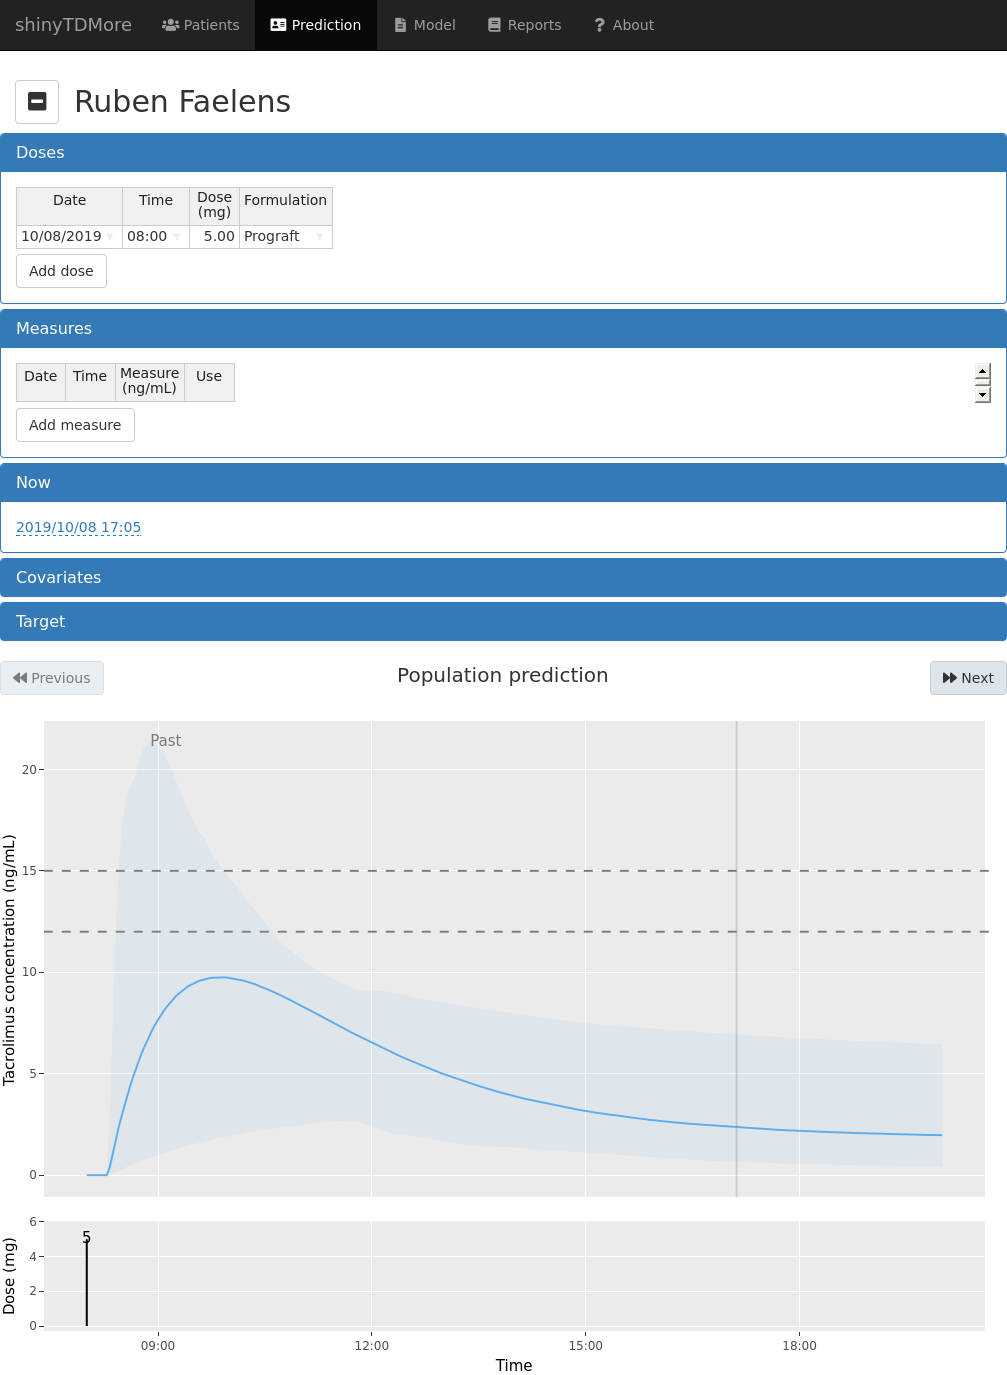 shinyTDMore Patients Prediction Model Reports About
Ruben Faelens
Doses
Date Time Dose (mg) Formulation
10/08/2019 08:00 5.00 Prograft
Add dose
Measures
Date Time Measure (ng/mL) Use
Add measure
Now
2019/10/08 17:05
Covariates
Target
Previous Population prediction Next
Past
20
15
10
5
0
Tacrolimus concentration (ng/mL)
6
4
2
0
5
Dose (mg)
09:00 12:00 15:00 18:00
Time